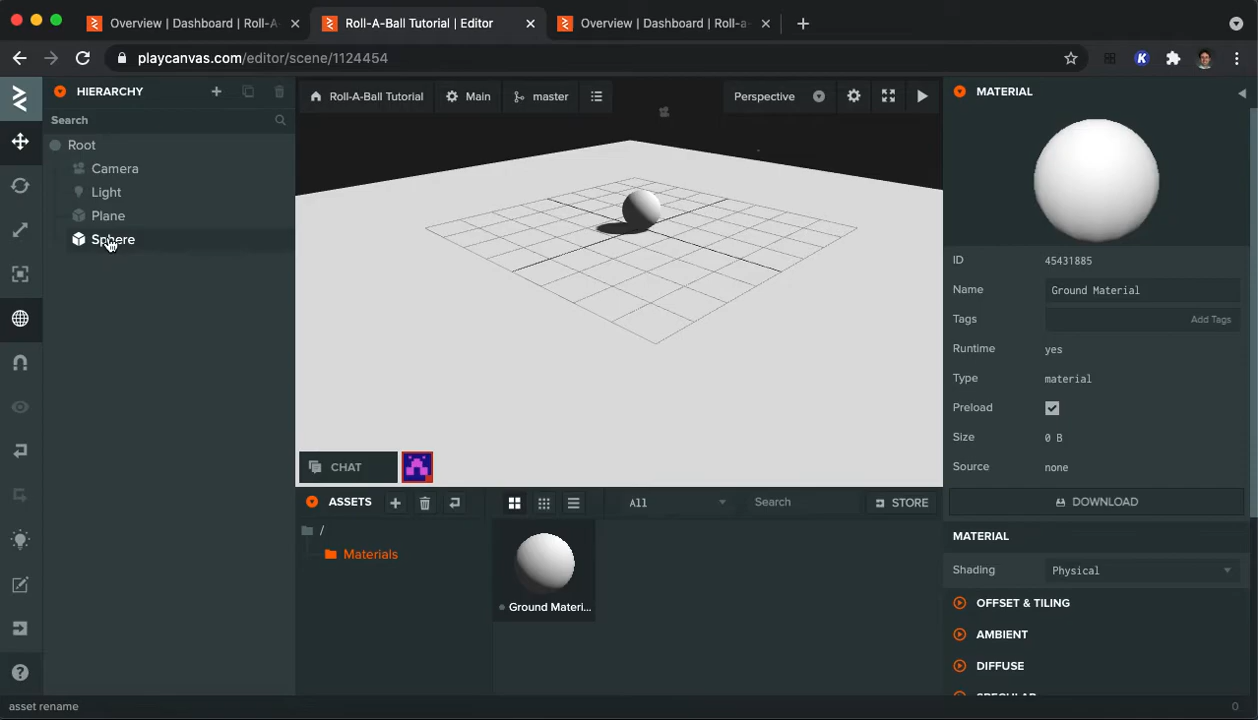 Overview | Dashboard | Roll-A-
Roll-A-Ball Tutorial | Editor
Overview | Dashboard | Roll-a-
playcanvas.com/editor/scene/1124454
HIERARCHY
Search
Root
Camera
Light
Plane
Sphere
Roll-A-Ball Tutorial
Main
master
Perspective
CHAT
ASSETS
All
Search
STORE
/
Materials
Ground Materi...
MATERIAL
ID 45431885
Name Ground Material
Tags Add Tags
Runtime yes
Type material
Preload
Size 0 B
Source none
DOWNLOAD
MATERIAL
Shading Physical
OFFSET & TILING
AMBIENT
DIFFUSE
SPECULAR
asset rename 0